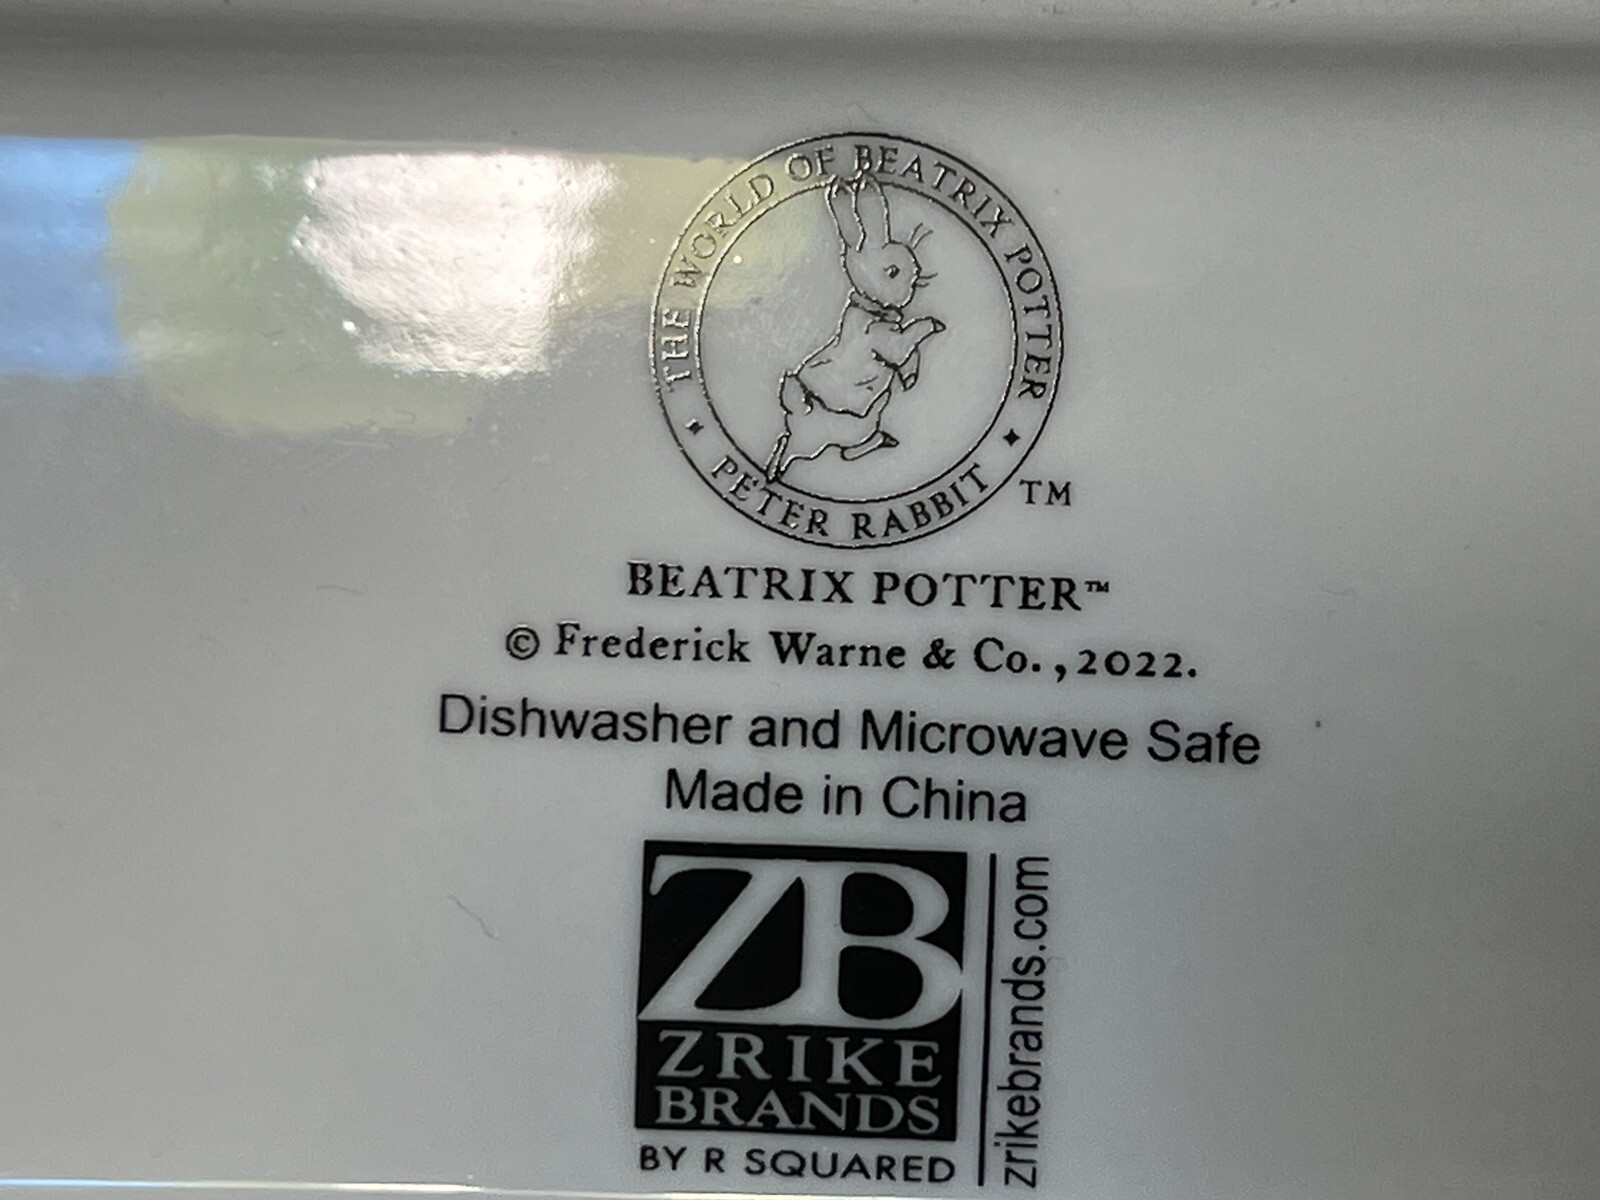 THE WORLD OF BEATRIX POTTER
PETER RABBIT
TM
BEATRIX POTTER™
© Frederick Warne & Co., 2022.
Dishwasher and Microwave Safe
Made in China
ZB
ZRIKE
BRANDS
BY R SQUARED
zrikebrands.com